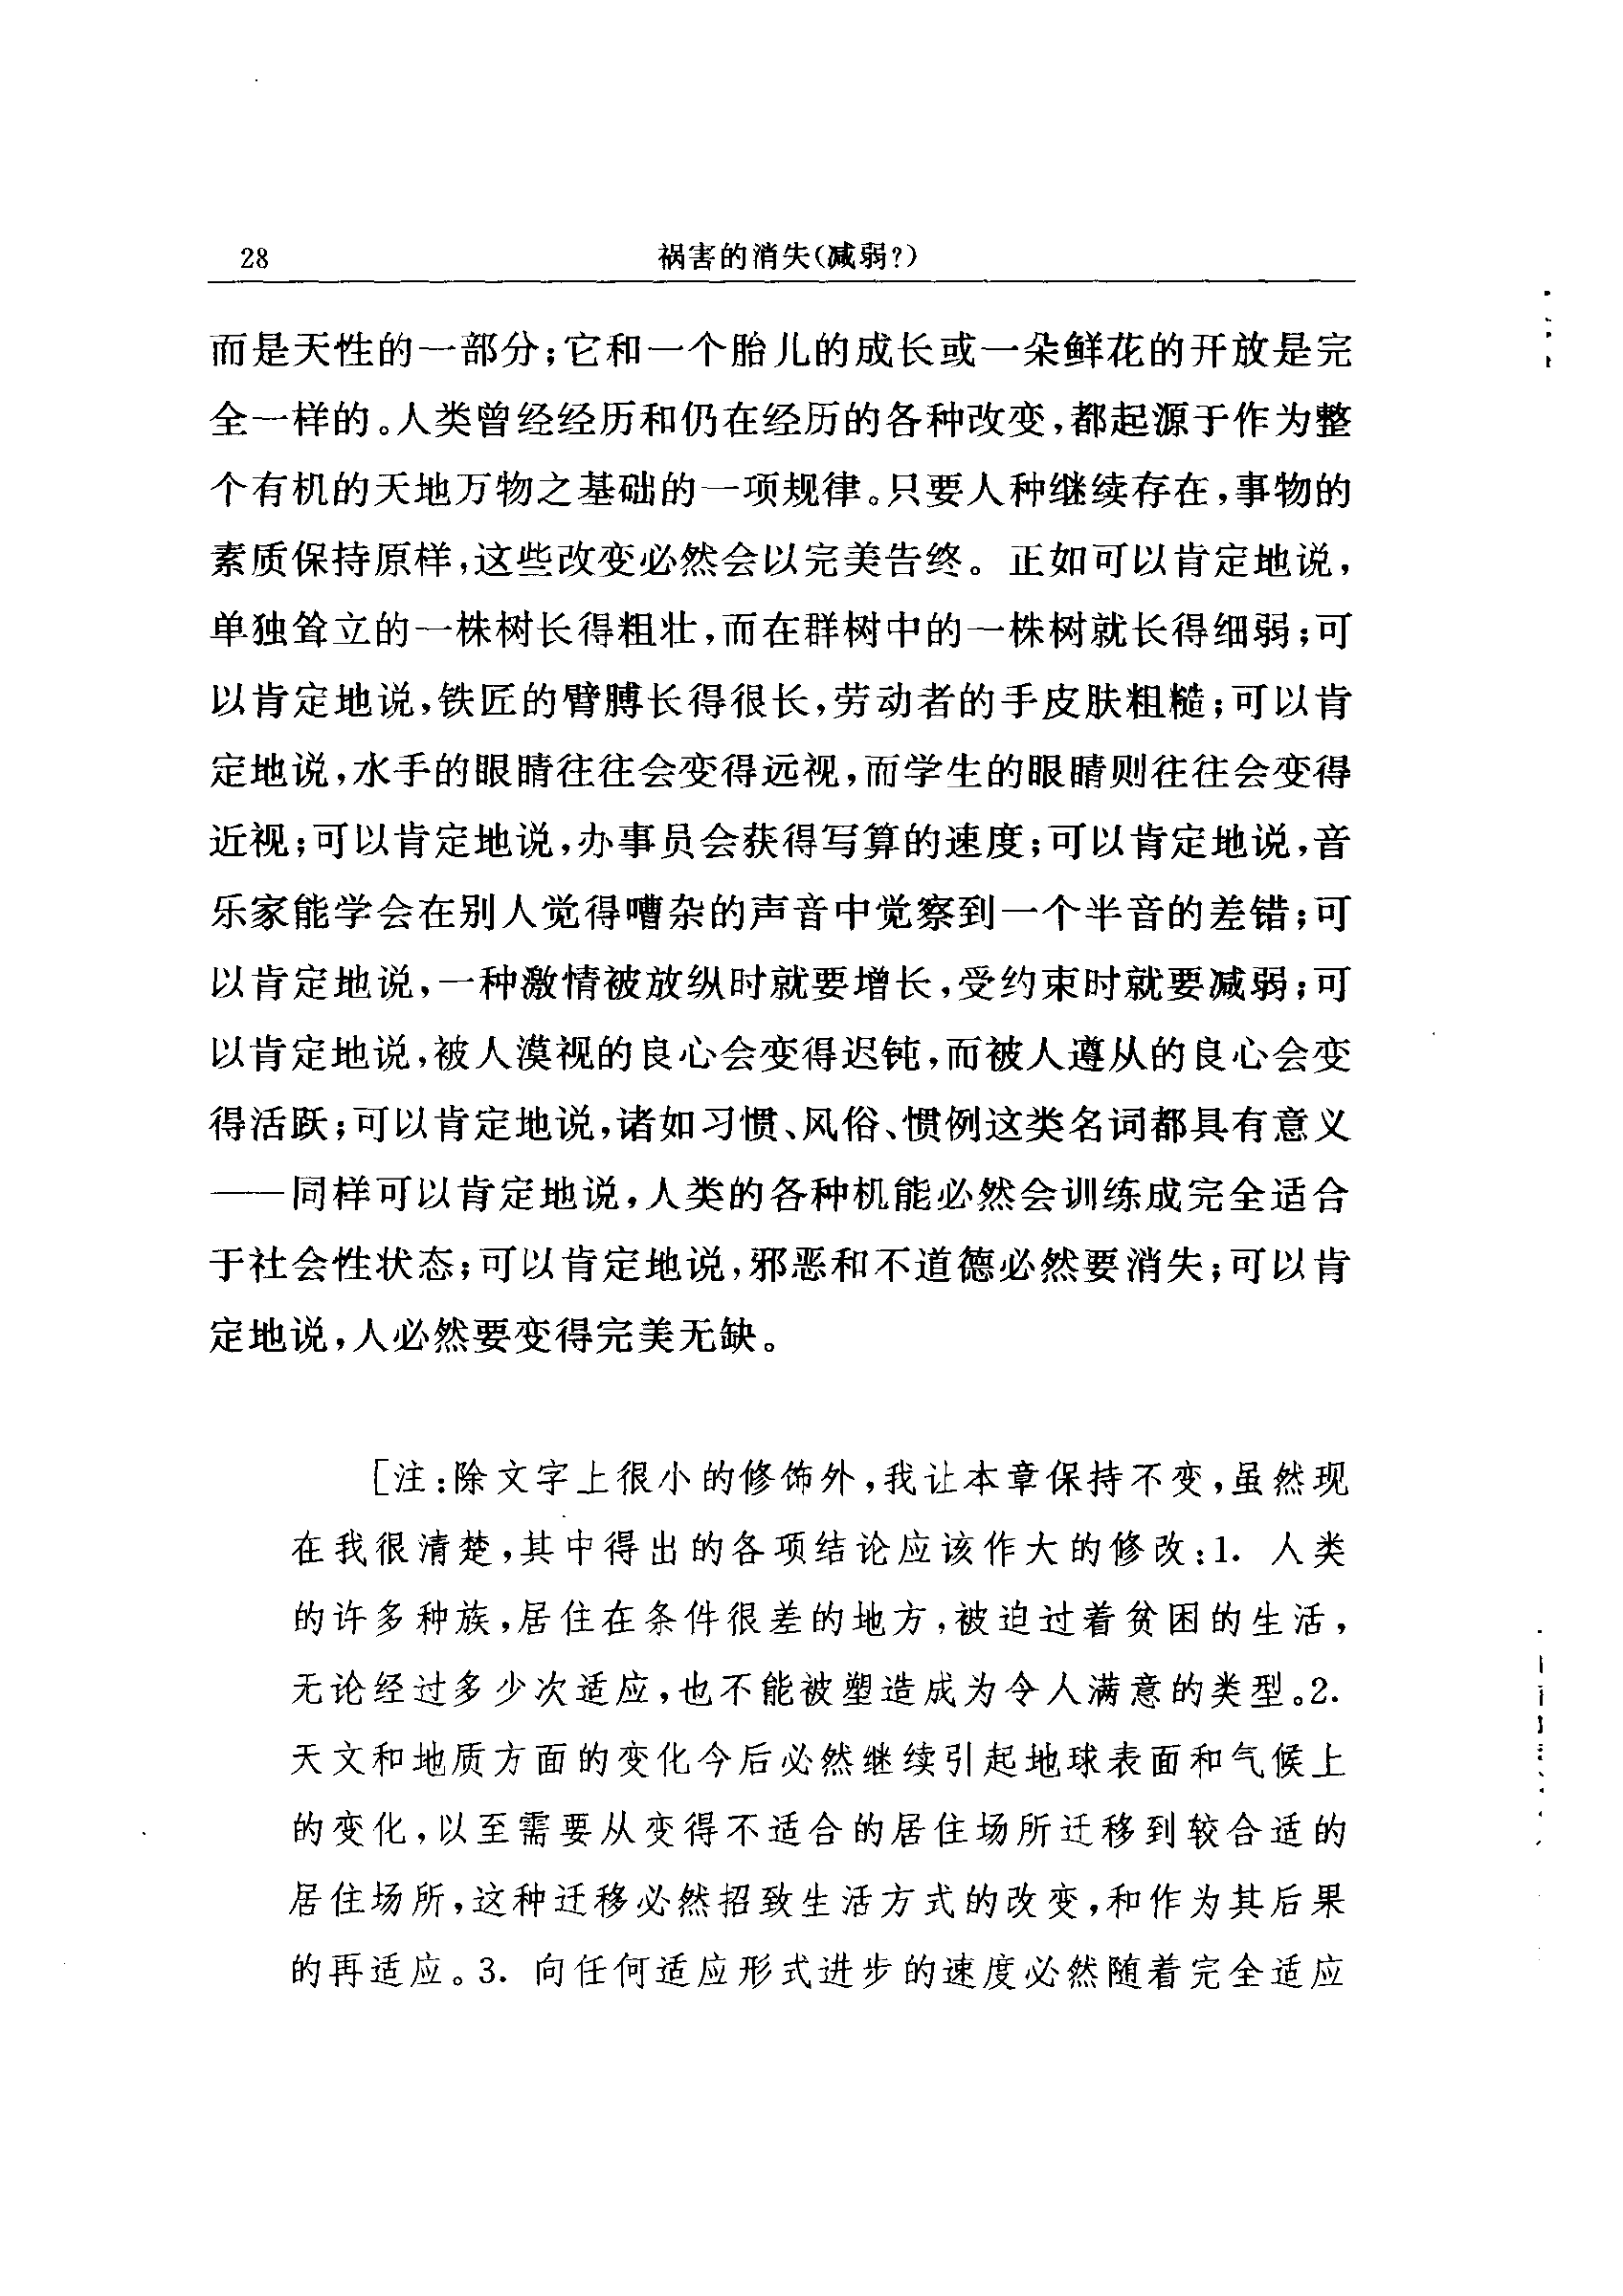 28 祸害的消失(减弱?)
而是天性的一部分;它和一个胎儿的成长或一朵鲜花的开放是完
全一样的。人类曾经经历和仍在经历的各种改变,都起源于作为整
个有机的天地万物之基础的一项规律。只要人种继续存在,事物的
素质保持原样,这些改变必然会以完美告终。正如可以肯定地说,
单独耸立的一株树长得粗壮,而在群树中的一株树就长得细弱;可
以肯定地说,铁匠的臂膊长得很长,劳动者的手皮肤粗糙;可以肯
定地说,水手的眼睛往往会变得远视,而学生的眼睛则往往会变得
近视;可以肯定地说,办事员会获得写算的速度;可以肯定地说,音
乐家能学会在别人觉得嘈杂的声音中觉察到一个半音的差错;可
以肯定地说,一种激情被放纵时就要增长,受约束时就要减弱;可
以肯定地说,被人漠视的良心会变得迟钝,而被人遵从的良心会变
得活跃;可以肯定地说,诸如习惯、风俗、惯例这类名词都具有意义
——同样可以肯定地说,人类的各种机能必然会训练成完全适合
于社会性状态;可以肯定地说,邪恶和不道德必然要消失;可以肯
定地说,人必然要变得完美无缺。
[注:除文字上很小的修饰外,我让本章保持不变,虽然现
在我很清楚,其中得出的各项结论应该作大的修改:1. 人类
的许多种族,居住在条件很差的地方,被迫过着贫困的生活,
无论经过多少次适应,也不能被塑造成为令人满意的类型。2.
天文和地质方面的变化今后必然继续引起地球表面和气候上
的变化,以至需要从变得不适合的居住场所迁移到较合适的
居住场所,这种迁移必然招致生活方式的改变,和作为其后果
的再适应。3. 向任何适应形式进步的速度必然随着完全适应